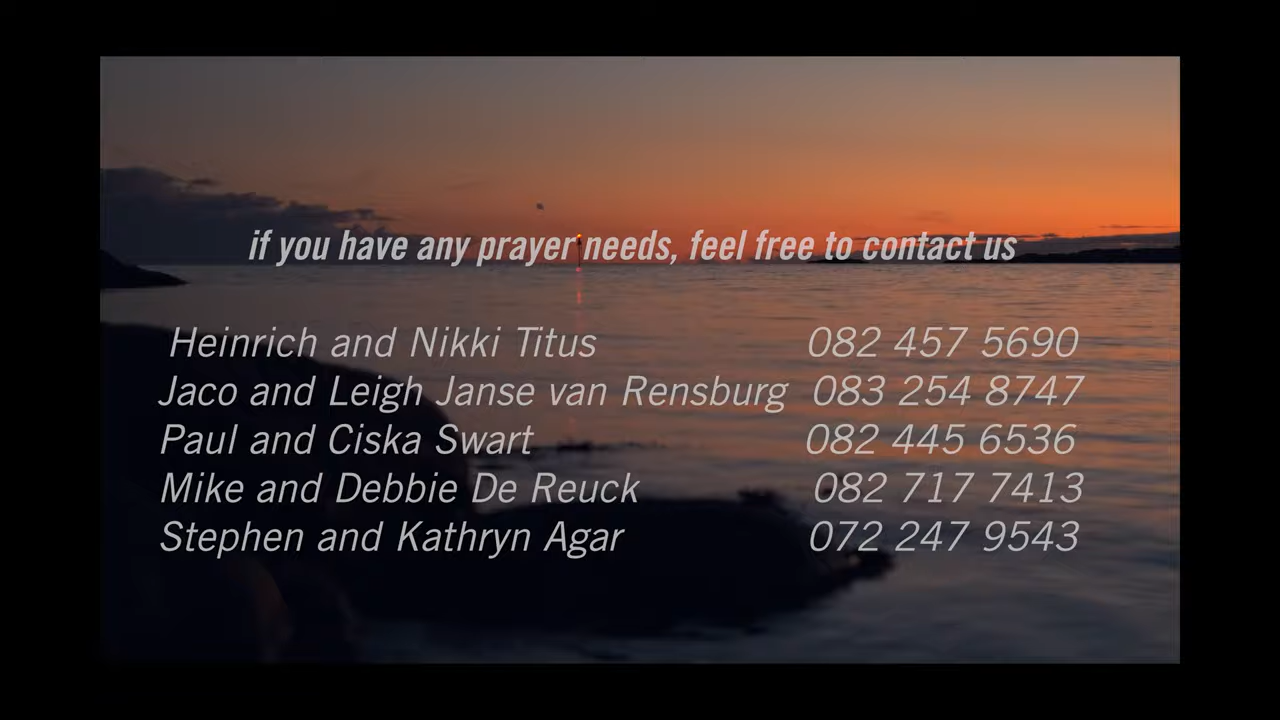 if you have any prayer needs, feel free to contact us
Heinrich and Nikki Titus 082 457 5690
Jaco and Leigh Janse van Rensburg 083 254 8747
Paul and Ciska Swart 082 445 6536
Mike and Debbie De Reuck 082 717 7413
Stephen and Kathryn Agar 072 247 9543